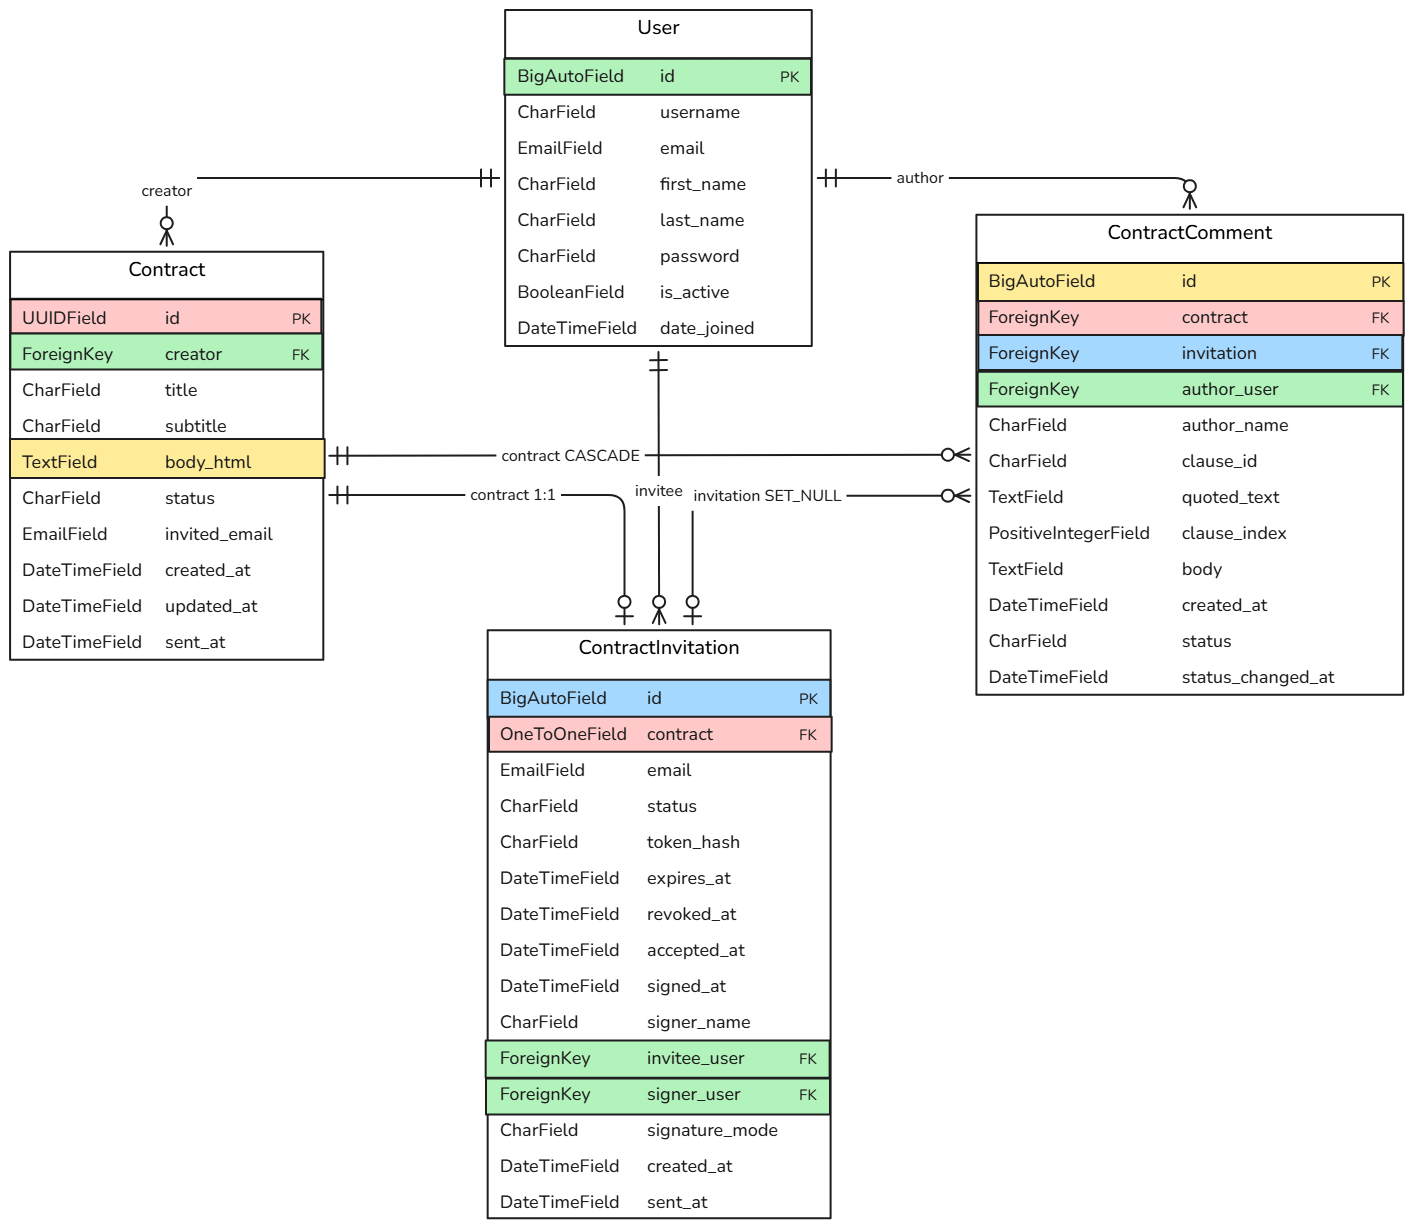 User
BigAutoField id PK
CharField username
EmailField email
CharField first_name
CharField last_name
CharField password
BooleanField is_active
DateTimeField date_joined
creator
author
Contract
UUIDField id PK
ForeignKey creator FK
CharField title
CharField subtitle
TextField body_html
CharField status
EmailField invited_email
DateTimeField created_at
DateTimeField updated_at
DateTimeField sent_at
ContractComment
BigAutoField id PK
ForeignKey contract FK
ForeignKey invitation FK
ForeignKey author_user FK
CharField author_name
CharField clause_id
TextField quoted_text
PositiveIntegerField clause_index
TextField body
DateTimeField created_at
CharField status
DateTimeField status_changed_at
contract CASCADE
contract 1:1
invitee
invitation SET_NULL
ContractInvitation
BigAutoField id PK
OneToOneField contract FK
EmailField email
CharField status
CharField token_hash
DateTimeField expires_at
DateTimeField revoked_at
DateTimeField accepted_at
DateTimeField signed_at
CharField signer_name
ForeignKey invitee_user FK
ForeignKey signer_user FK
CharField signature_mode
DateTimeField created_at
DateTimeField sent_at